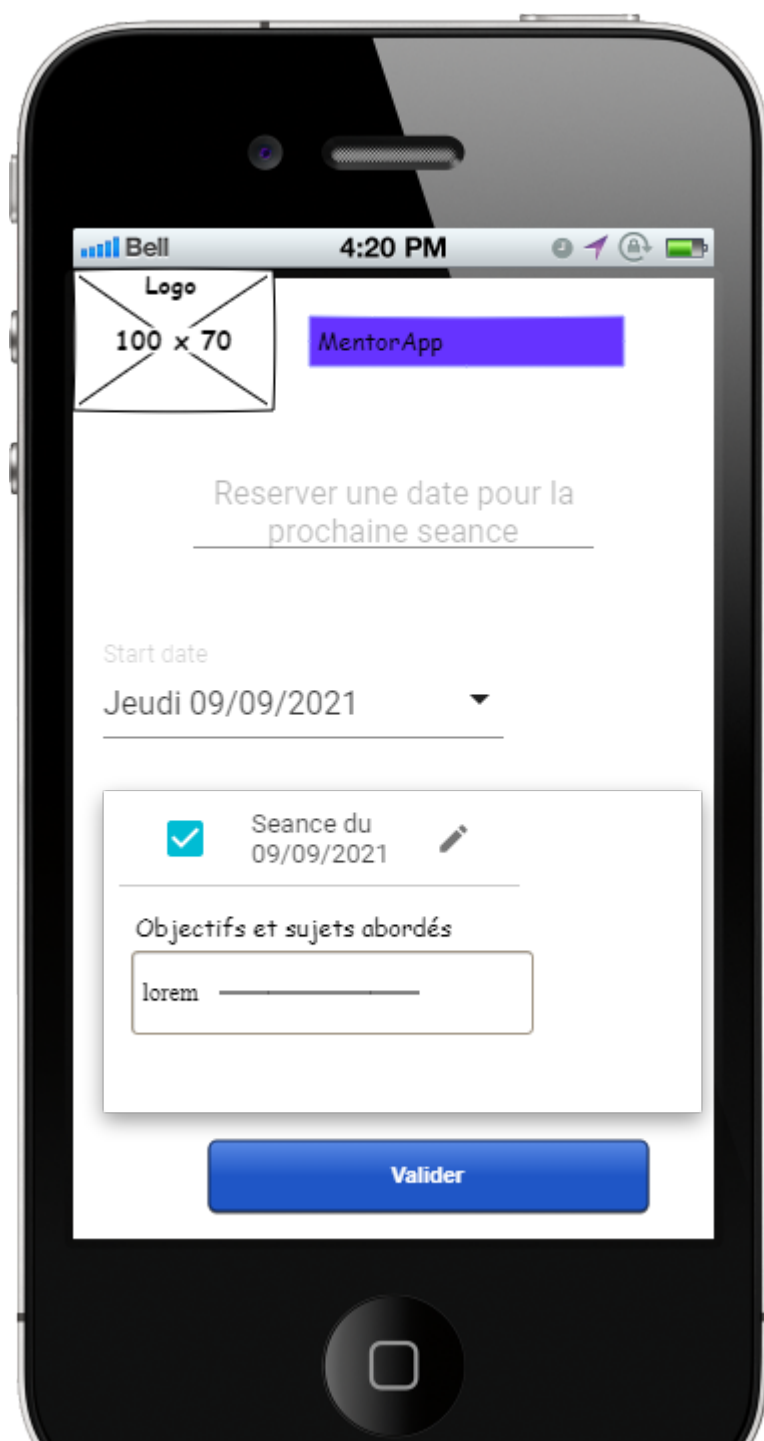 Bell 4:20 PM
Logo
100 x 70
MentorApp
Reserver une date pour la
prochaine seance
Start date
Jeudi 09/09/2021
Seance du
09/09/2021
Objectifs et sujets abordés
lorem
Valider